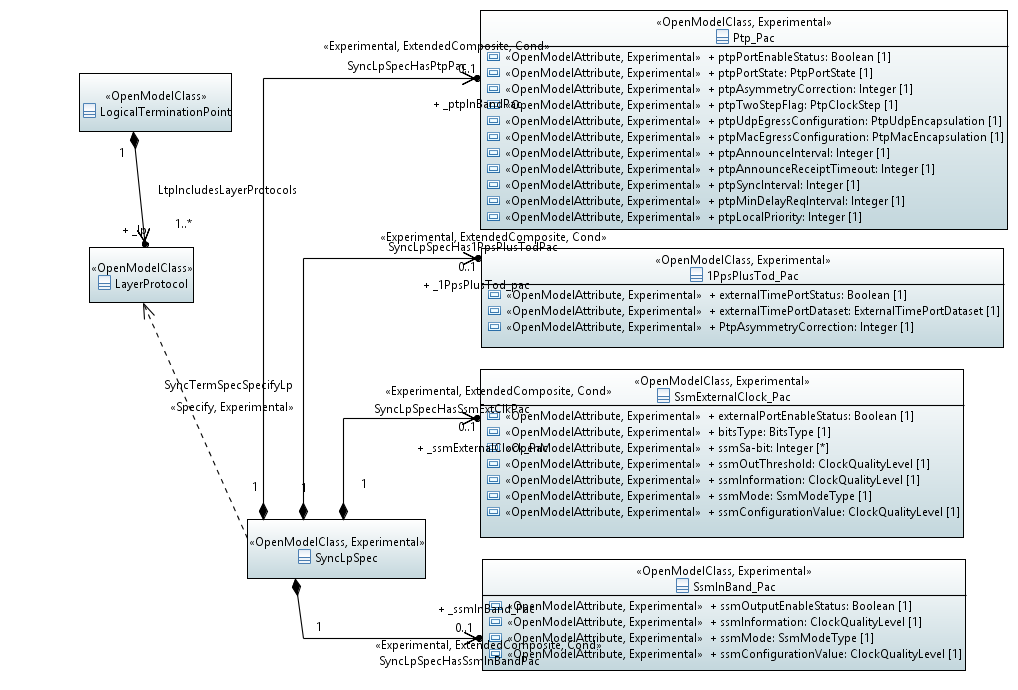 «OpenModelClass»
LogicalTerminationPoint
1
LtpIncludesLayerProtocols
1..*
+ _lp
«OpenModelClass»
LayerProtocol
SyncTermSpecSpecifyLp
«Specify, Experimental»
«OpenModelClass, Experimental»
SyncLpSpec
1
1
1
1
«Experimental, ExtendedComposite, Cond»
SyncLpSpecHasPtpPac
0..1
+ _ptpInBandPac
«OpenModelClass, Experimental»
Ptp_Pac
«OpenModelAttribute, Experimental» + ptpPortEnableStatus: Boolean [1]
«OpenModelAttribute, Experimental» + ptpPortState: PtpPortState [1]
«OpenModelAttribute, Experimental» + ptpAsymmetryCorrection: Integer [1]
«OpenModelAttribute, Experimental» + ptpTwoStepFlag: PtpClockStep [1]
«OpenModelAttribute, Experimental» + ptpUdpEgressConfiguration: PtpUdpEncapsulation [1]
«OpenModelAttribute, Experimental» + ptpMacEgressConfiguration: PtpMacEncapsulation [1]
«OpenModelAttribute, Experimental» + ptpAnnounceInterval: Integer [1]
«OpenModelAttribute, Experimental» + ptpAnnounceReceiptTimeout: Integer [1]
«OpenModelAttribute, Experimental» + ptpSyncInterval: Integer [1]
«OpenModelAttribute, Experimental» + ptpMinDelayReqInterval: Integer [1]
«OpenModelAttribute, Experimental» + ptpLocalPriority: Integer [1]
«Experimental, ExtendedComposite, Cond»
SyncLpSpecHas1PpsPlusTodPac
0..1
+ _1PpsPlusTod_pac
«OpenModelClass, Experimental»
1PpsPlusTod_Pac
«OpenModelAttribute, Experimental» + externalTimePortStatus: Boolean [1]
«OpenModelAttribute, Experimental» + externalTimePortDataset: ExternalTimePortDataset [1]
«OpenModelAttribute, Experimental» + PtpAsymmetryCorrection: Integer [1]
«Experimental, ExtendedComposite, Cond»
SyncLpSpecHasSsmExtClkPac
0..1
+ _ssmExternalClock_Pac
«OpenModelClass, Experimental»
SsmExternalClock_Pac
«OpenModelAttribute, Experimental» + externalPortEnableStatus: Boolean [1]
«OpenModelAttribute, Experimental» + bitsType: BitsType [1]
«OpenModelAttribute, Experimental» + ssmSa-bit: Integer [*]
«OpenModelAttribute, Experimental» + ssmOutThreshold: ClockQualityLevel [1]
«OpenModelAttribute, Experimental» + ssmInformation: ClockQualityLevel [1]
«OpenModelAttribute, Experimental» + ssmMode: SsmModeType [1]
«OpenModelAttribute, Experimental» + ssmConfigurationValue: ClockQualityLevel [1]
+ _ssmInBand_Pac
0..1
«Experimental, ExtendedComposite, Cond»
SyncLpSpecHasSsmInBandPac
«OpenModelClass, Experimental»
SsmInBand_Pac
«OpenModelAttribute, Experimental» + ssmOutputEnableStatus: Boolean [1]
«OpenModelAttribute, Experimental» + ssmInformation: ClockQualityLevel [1]
«OpenModelAttribute, Experimental» + ssmMode: SsmModeType [1]
«OpenModelAttribute, Experimental» + ssmConfigurationValue: ClockQualityLevel [1]